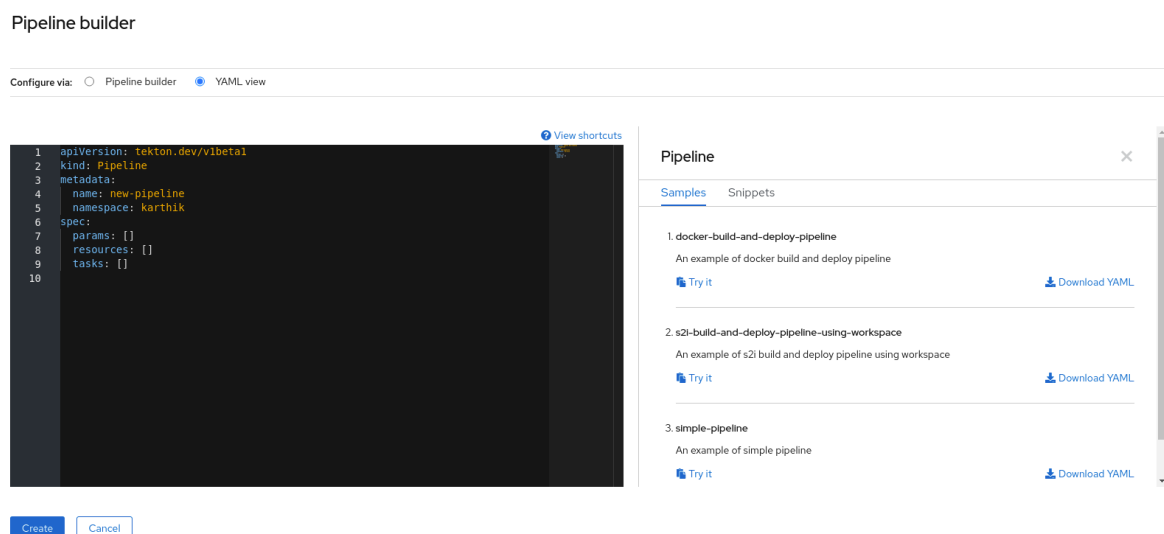 Pipeline builder
Configure via: Pipeline builder YAML view
View shortcuts
1 apiVersion: tekton.dev/v1beta1
2 kind: Pipeline
3 metadata:
4   name: new-pipeline
5   namespace: karthik
6 spec:
7   params: []
8   resources: []
9   tasks: []
10
Pipeline
Samples Snippets
1. docker-build-and-deploy-pipeline
An example of docker build and deploy pipeline
Try it Download YAML
2. s2i-build-and-deploy-pipeline-using-workspace
An example of s2i build and deploy pipeline using workspace
Try it Download YAML
3. simple-pipeline
An example of simple pipeline
Try it Download YAML
Create Cancel